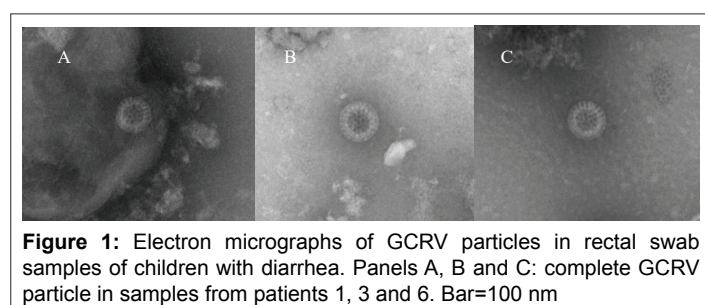 A B C
Figure 1: Electron micrographs of GCRV particles in rectal swab
samples of children with diarrhea. Panels A, B and C: complete GCRV
particle in samples from patients 1, 3 and 6. Bar=100 nm